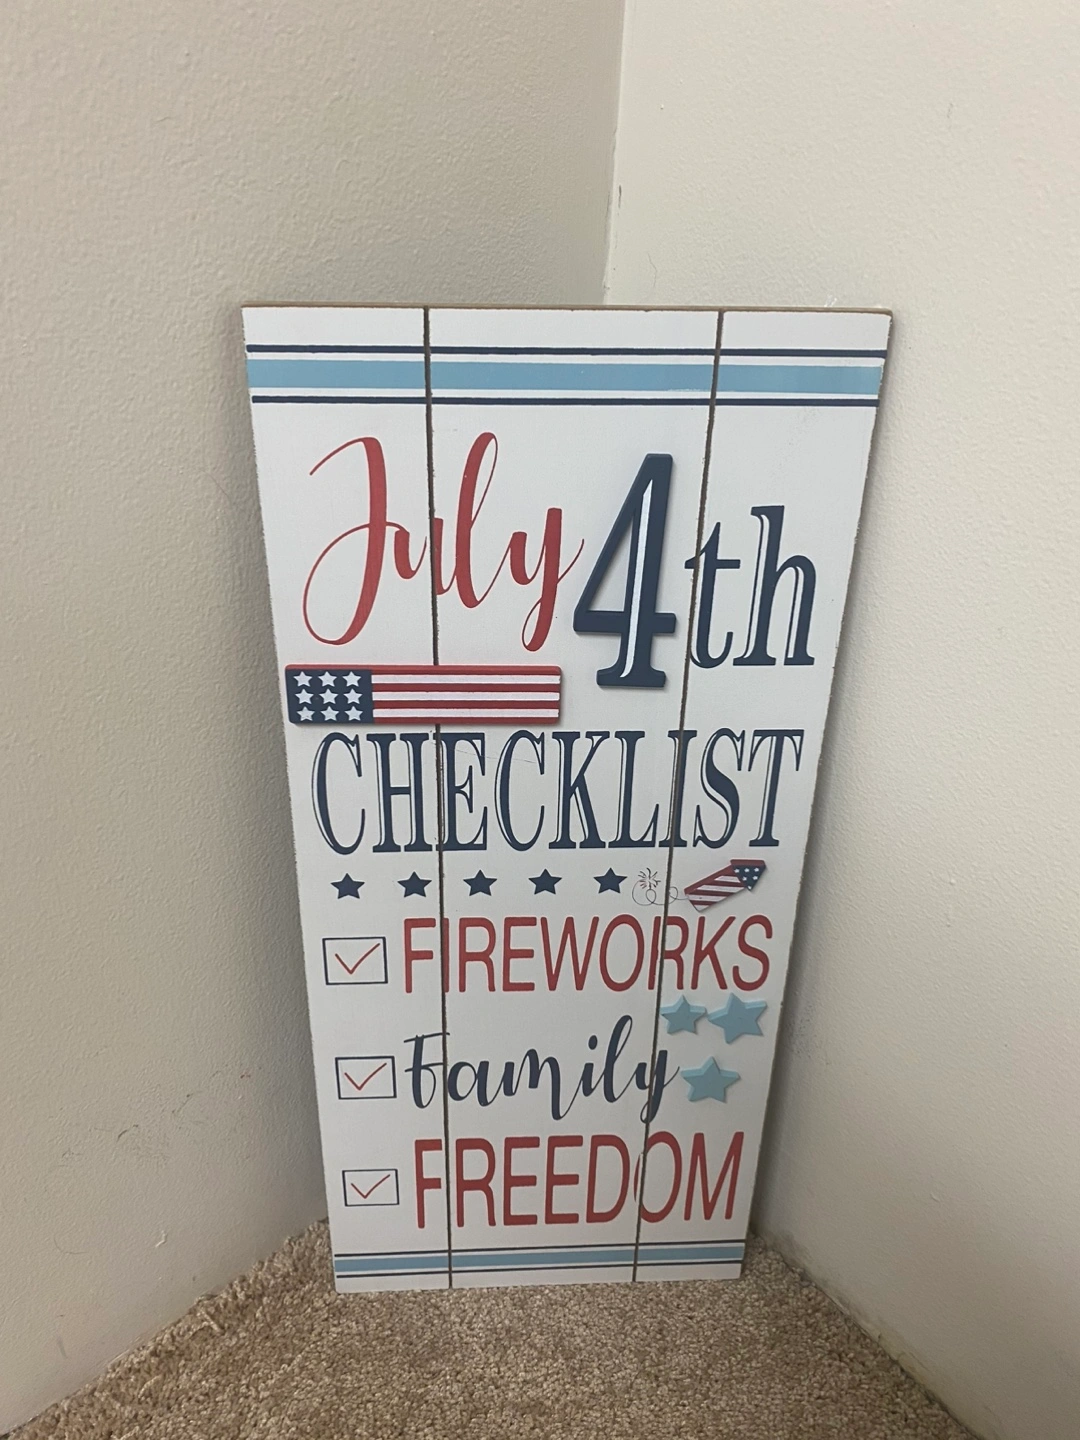 July 4th
CHECKLIST
FIREWORKS
Family
FREEDOM